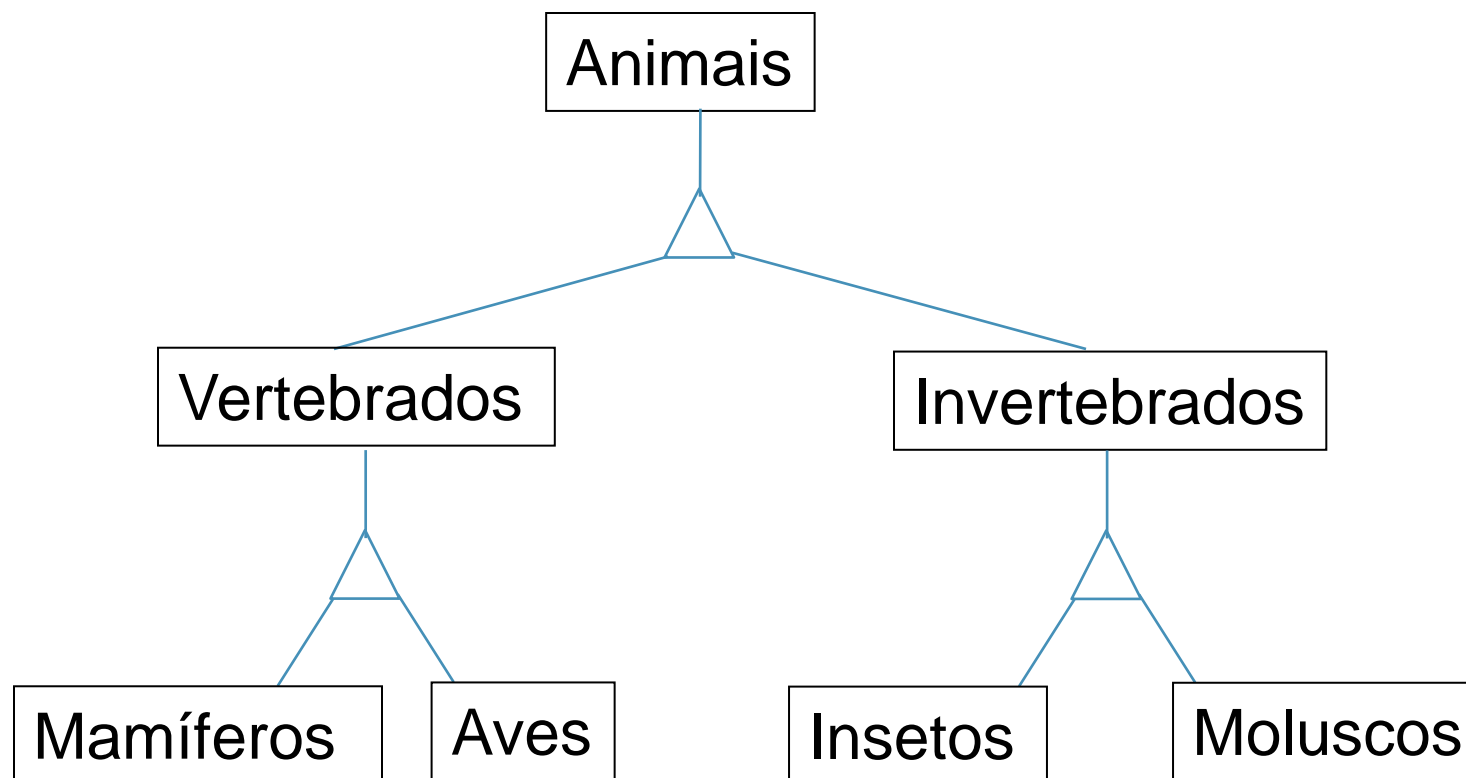 Animais
Vertebrados
Invertebrados
Mamíferos
Aves
Insetos
Moluscos